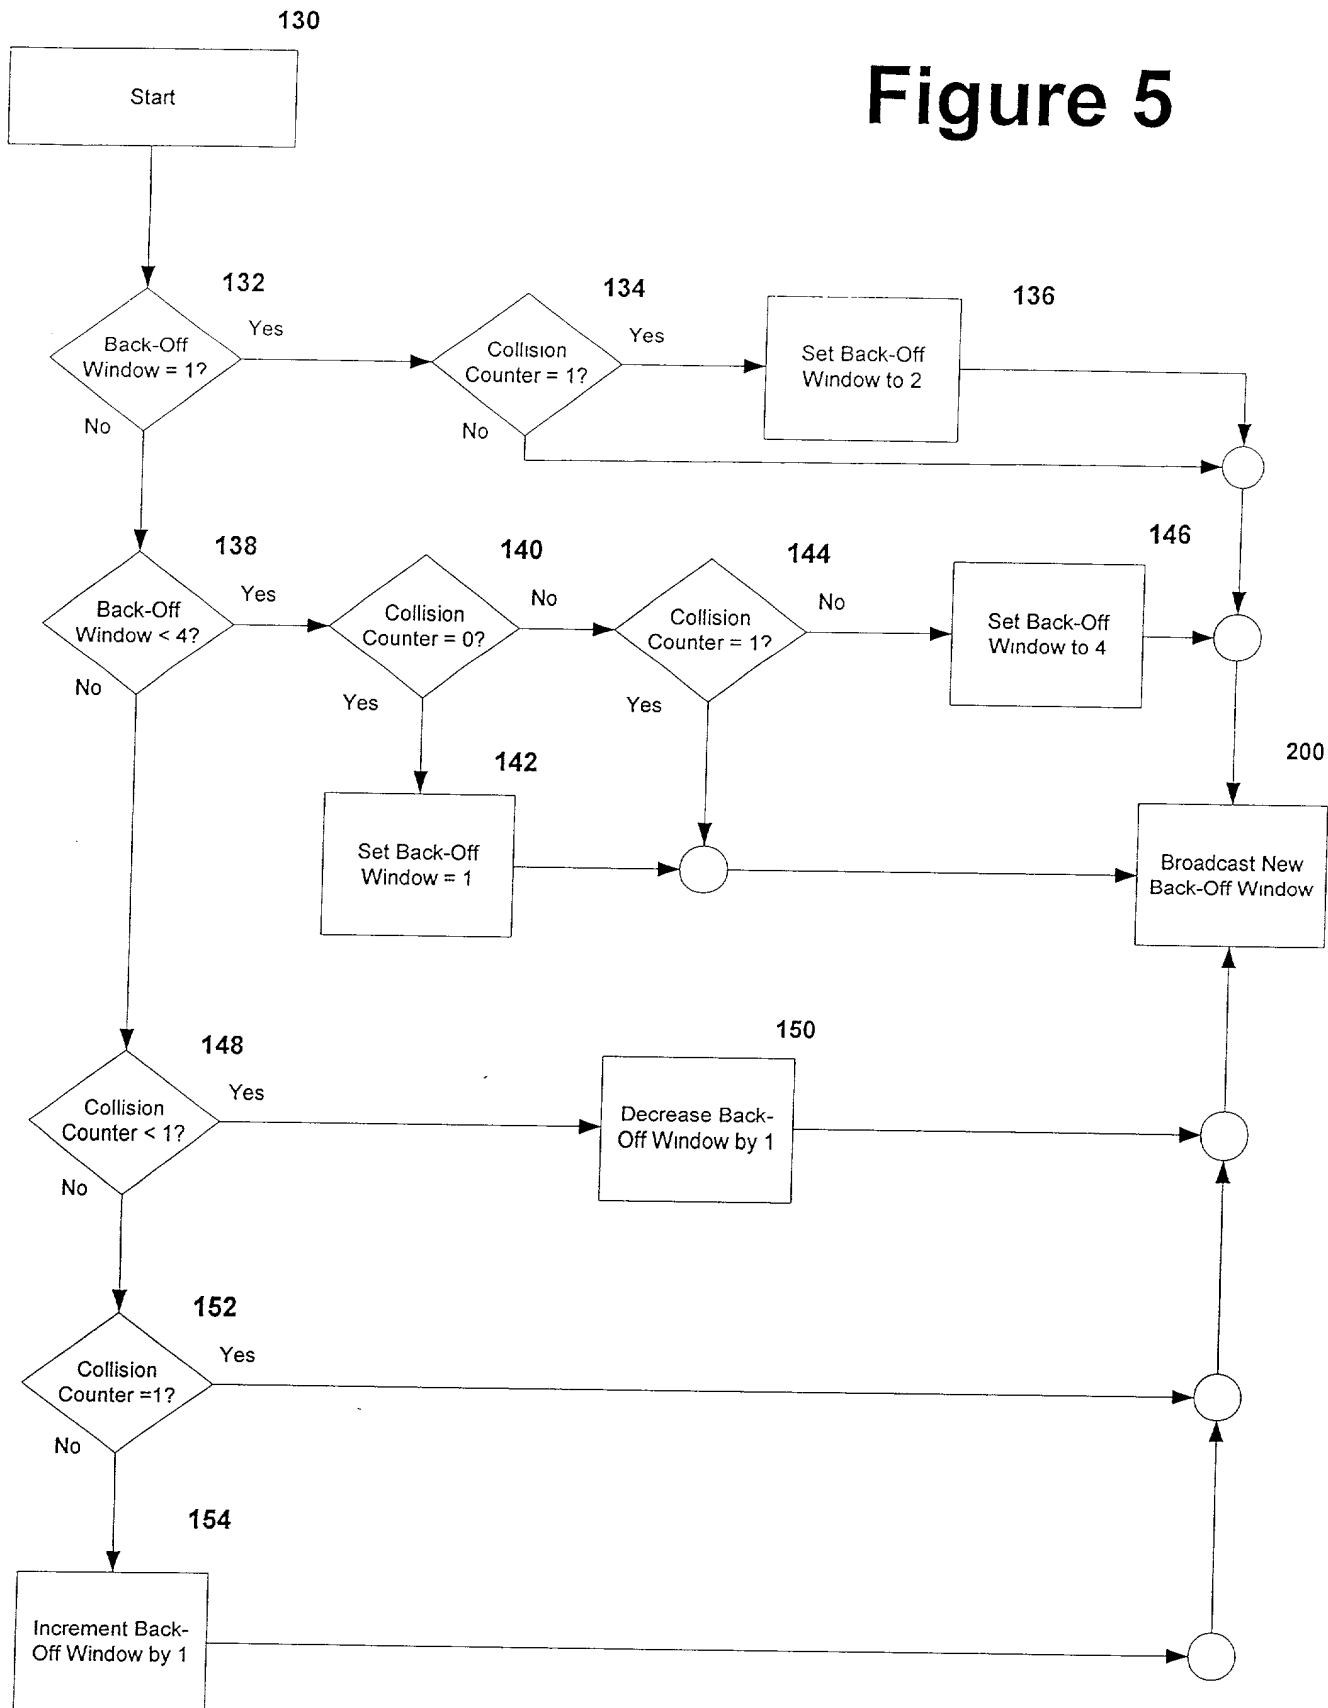 130
Start
Figure 5
132
Back-Off
Window = 1?
Yes
No
134
Collision
Counter = 1?
Yes
No
136
Set Back-Off
Window to 2
138
Back-Off
Window < 4?
Yes
No
140
Collision
Counter = 0?
No
Yes
144
Collision
Counter = 1?
No
Yes
146
Set Back-Off
Window to 4
142
Set Back-Off
Window = 1
200
Broadcast New
Back-Off Window
148
Collision
Counter < 1?
Yes
No
150
Decrease Back-
Off Window by 1
152
Collision
Counter =1?
Yes
No
154
Increment Back-
Off Window by 1